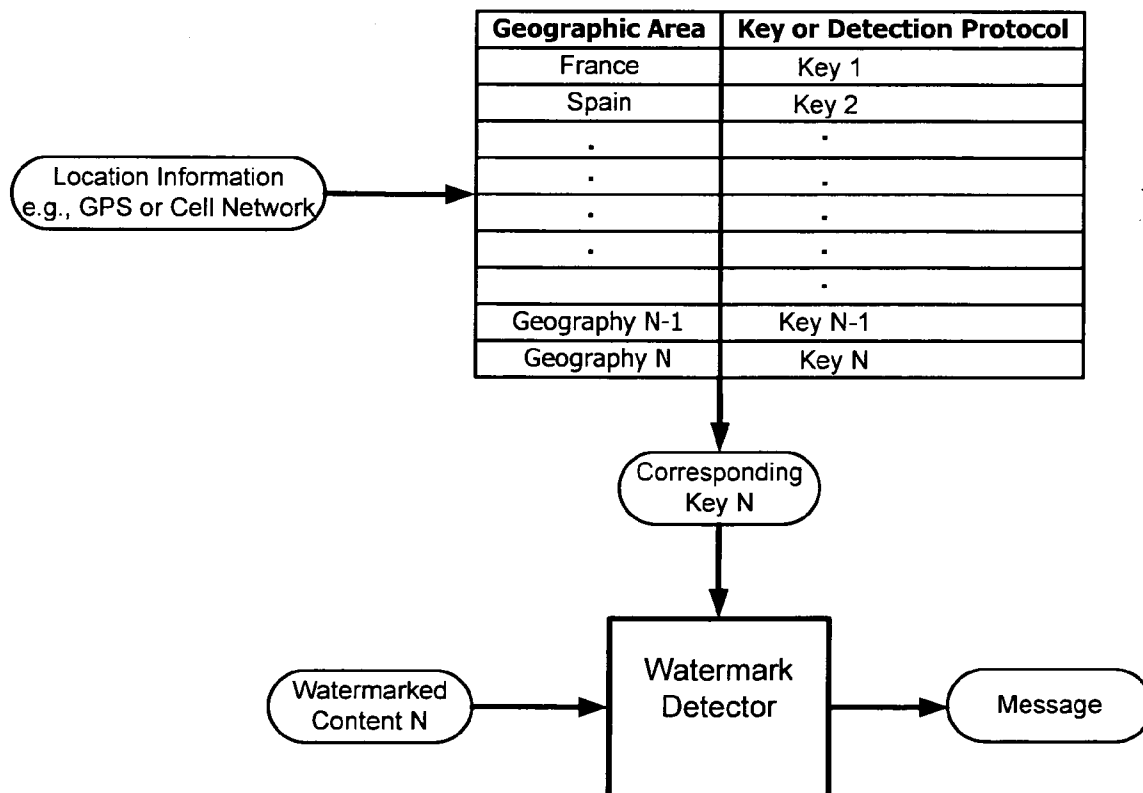 Geographic Area Key or Detection Protocol
France Key 1
Spain Key 2
. .
. .
. .
. .
.
Geography N-1 Key N-1
Geography N Key N
Location Information
e.g., GPS or Cell Network
Corresponding
Key N
Watermarked
Content N
Watermark
Detector
Message